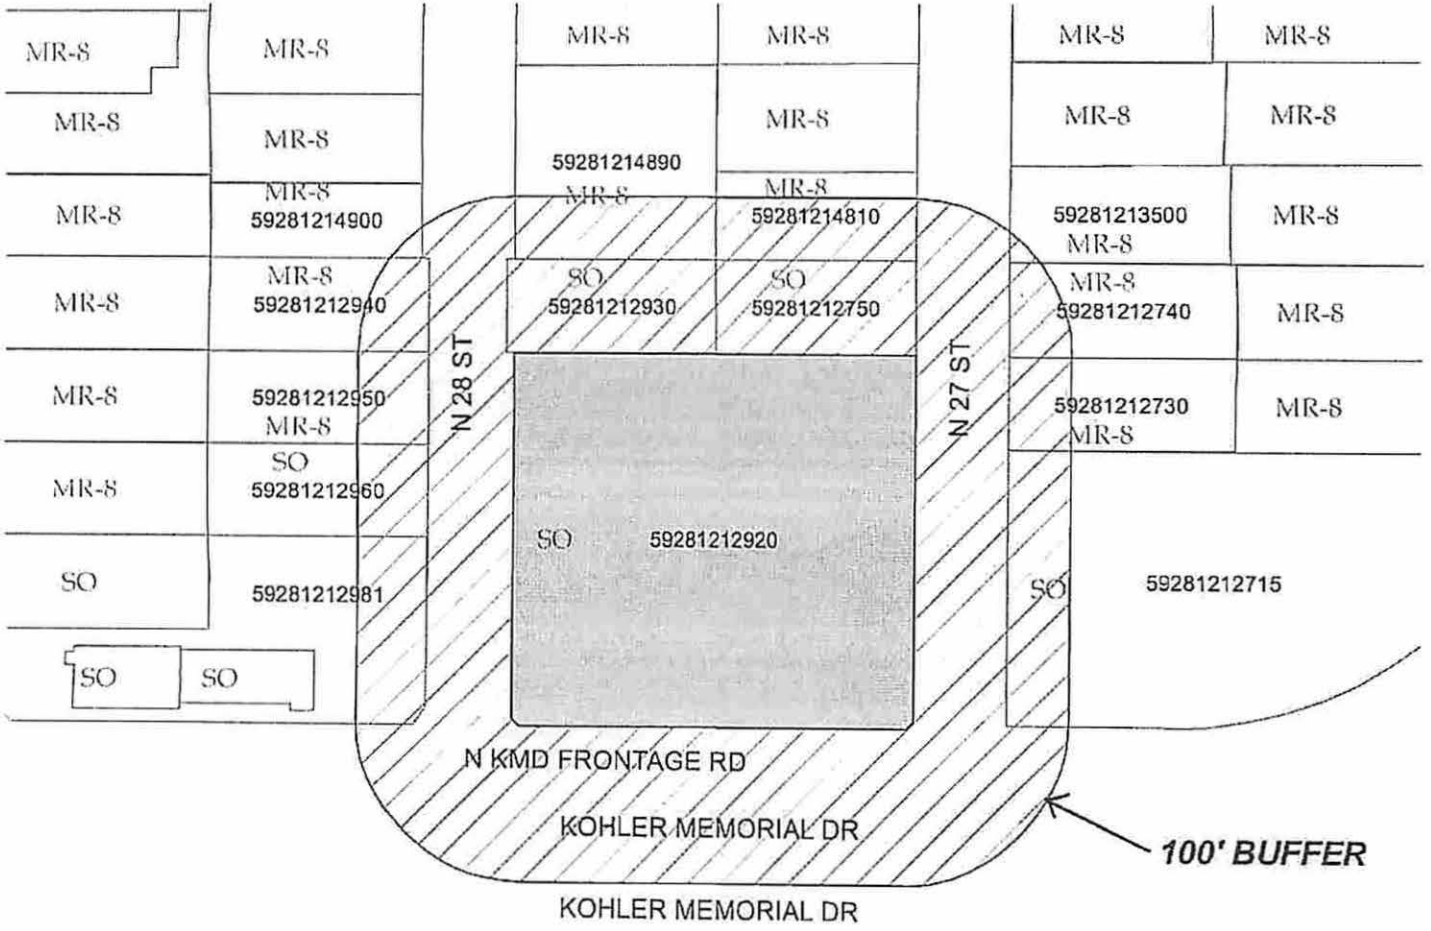 MR-8
MR-8
MR-8
MR-8
MR-8
MR-8
MR-8
MR-8
MR-8
MR-8
MR-8
59281214890
MR-8
MR-8
59281214810
MR-8
MR-8
MR-8
59281214900
59281213500
MR-8
MR-8
MR-8
59281212940
MR-8
SO
59281212930
SO
59281212750
MR-8
59281212740
MR-8
N 28 ST
N 27 ST
MR-8
59281212950
MR-8
59281212730
MR-8
MR-8
MR-8
SO
59281212960
SO
59281212920
SO
59281212981
SO
59281212715
SO
SO
N KMD FRONTAGE RD
KOHLER MEMORIAL DR
100' BUFFER
KOHLER MEMORIAL DR